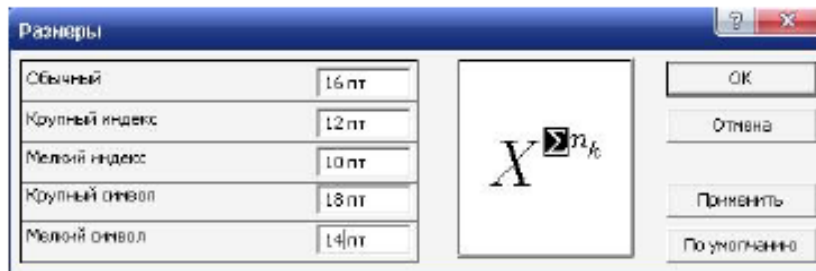 Размеры
Обычный 16 пт
Крупный индекс 12 пт
Мелкий индекс 10 пт
Крупный символ 18 пт
Мелкий символ 14 пт
X^Σn_k
ОК
Отмена
Применить
По умолчанию